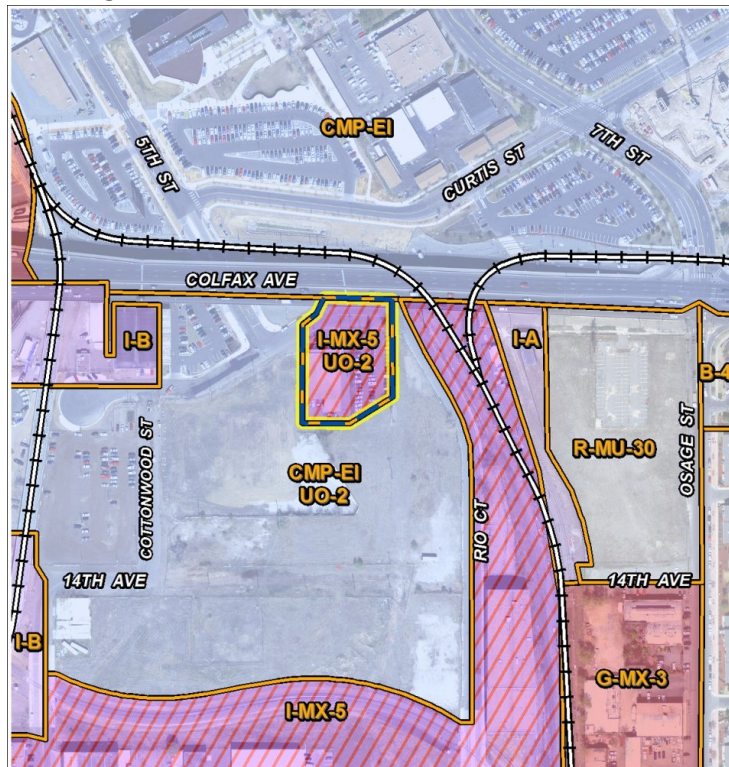 CMP-EI
5TH ST
CURTIS ST
7TH ST
COLFAX AVE
I-B
I-MX-5
UO-2
I-A
B-4
R-MU-30
OSAGE ST
COTTONWOOD ST
CMP-EI
UO-2
RIO CT
14TH AVE
14TH AVE
I-B
G-MX-3
I-MX-5